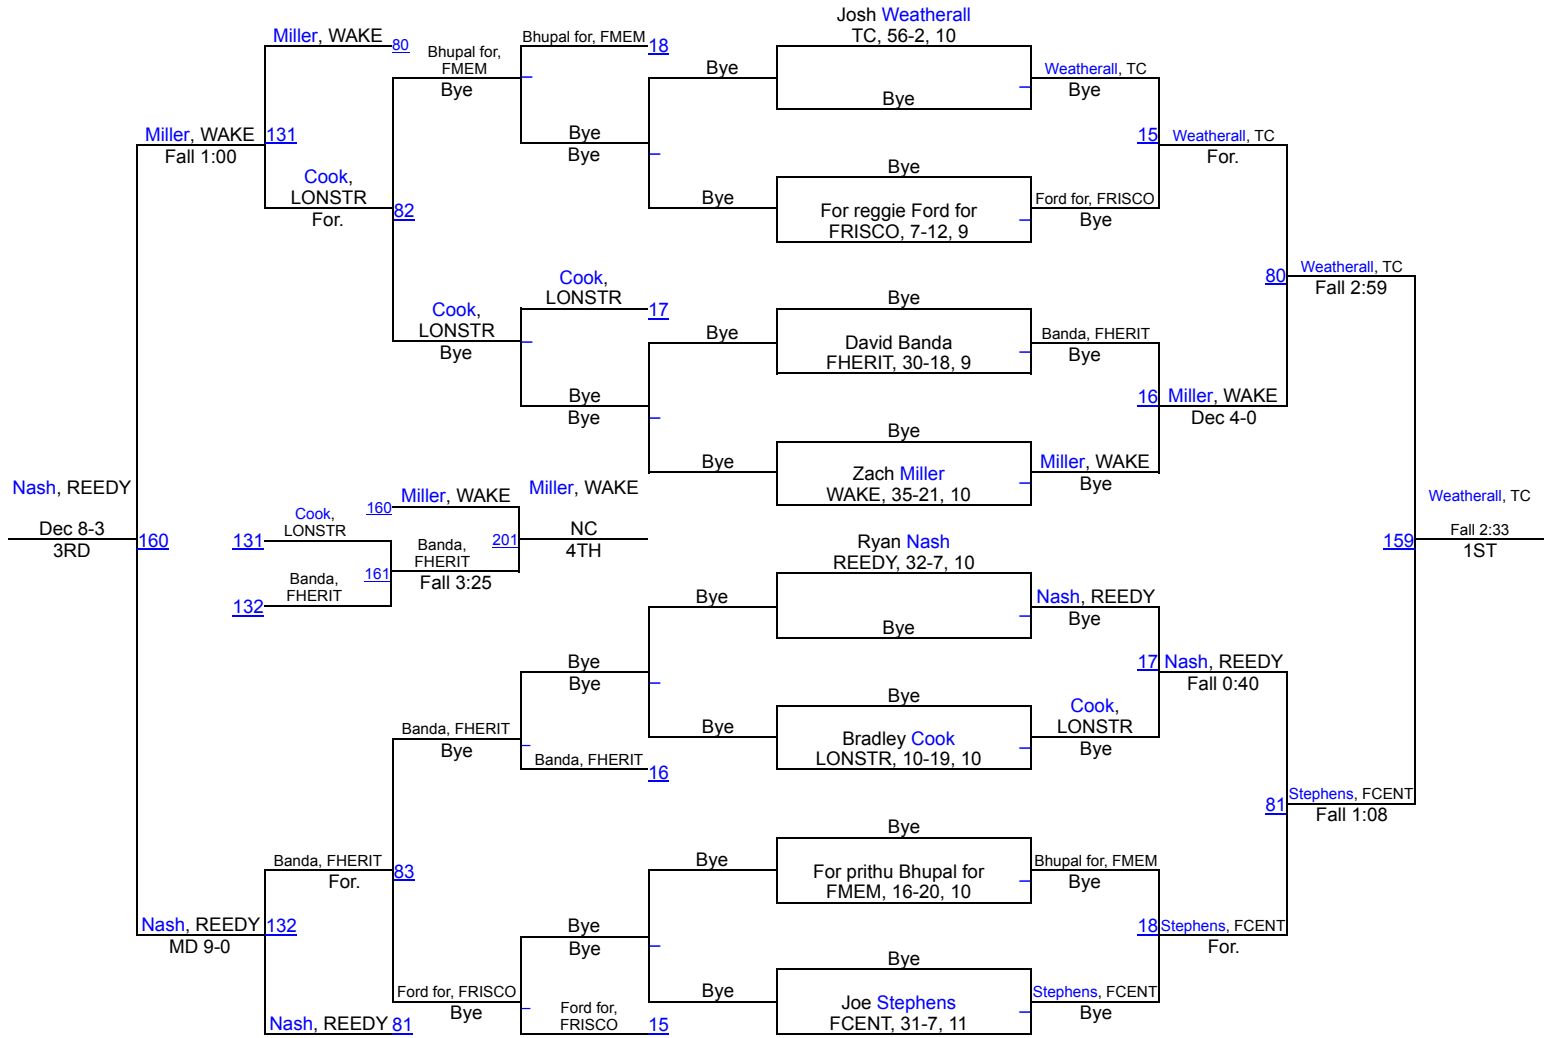 Josh Weatherall
TC, 56-2, 10
Miller, WAKE
80
Bhupal for,
FMEM
Bye
Bhupal for, FMEM
18
Bye
Bye
Weatherall, TC
Bye
Miller, WAKE
Fall 1:00
131
Bye
Bye
15
Weatherall, TC
For.
Cook,
LONSTR
For.
82
Bye
Bye
For reggie Ford for
FRISCO, 7-12, 9
Ford for, FRISCO
Bye
Cook,
LONSTR
Bye
Cook,
LONSTR
17
80
Weatherall, TC
Fall 2:59
Bye
Bye
David Banda
FHERIT, 30-18, 9
Banda, FHERIT
Bye
Bye
Bye
16
Miller, WAKE
Dec 4-0
Bye
Bye
Zach Miller
WAKE, 35-21, 10
Miller, WAKE
Bye
Nash, REEDY
Dec 8-3
3RD
160
Cook,
LONSTR
131
Banda,
FHERIT
132
160
Miller, WAKE
161
Banda,
FHERIT
Fall 3:25
201
Miller, WAKE
NC
4TH
159
Weatherall, TC
Fall 2:33
1ST
Ryan Nash
REEDY, 32-7, 10
Bye
Bye
Nash, REEDY
Bye
Bye
Bye
17
Nash, REEDY
Fall 0:40
Banda, FHERIT
Bye
Banda, FHERIT
16
Bye
Bye
Bradley Cook
LONSTR, 10-19, 10
Cook,
LONSTR
Bye
81
Stephens, FCENT
Fall 1:08
Banda, FHERIT
For.
83
Bye
Bye
For prithu Bhupal for
FMEM, 16-20, 10
Bhupal for, FMEM
Bye
Nash, REEDY
MD 9-0
132
Bye
Bye
18
Stephens, FCENT
For.
Ford for, FRISCO
Bye
Ford for,
FRISCO
15
Bye
Bye
Joe Stephens
FCENT, 31-7, 11
Stephens, FCENT
Bye
Nash, REEDY
81